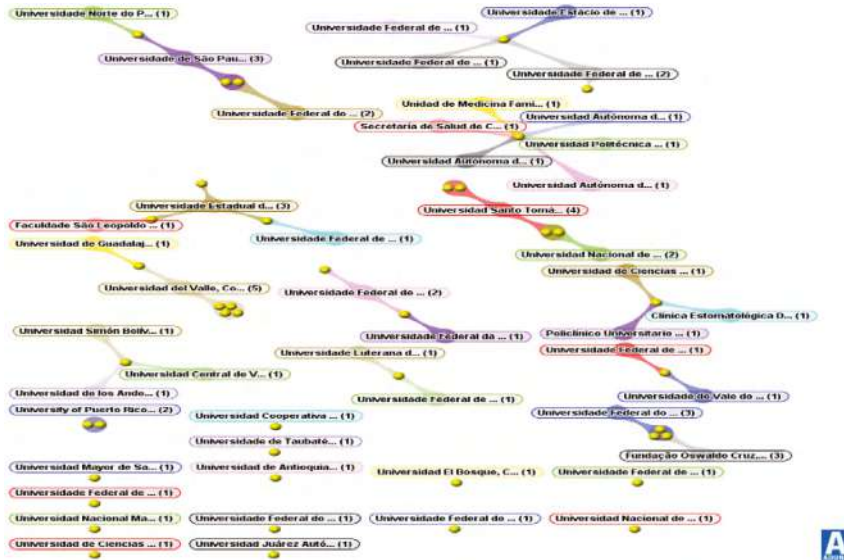 Universidade Norte do P... (1)
Universidade de São Pau... (3)
Universidade Federal do ... (2)
Universidade Estácio de ... (1)
Universidade Federal de ... (1)
Universidade Federal do ... (1)
Universidade Federal de ... (2)
Unidad de Medicina Fami... (1)
Universidad Autónoma d... (1)
Secretaría de Salud de C... (1)
Universidad Politécnica ... (1)
Universidad Autónoma d... (1)
Universidad Autónoma d... (1)
Universidade Estadual d... (3)
Faculdade São Leopoldo ... (1)
Universidade Federal de ... (1)
Universidad Santo Tomá... (4)
Universidad Nacional de ... (2)
Universidad de Guadalaj... (1)
Universidad del Valle, Co... (5)
Universidade Federal do ... (2)
Universidade Federal da ... (1)
Universidad de Ciencias ... (1)
Clínica Estomatológica D... (1)
Policlínico Universitario ... (1)
Universidad Simón Bolív... (1)
Universidad Central de V... (1)
Universidad de los Ande... (1)
Universidade Luterana d... (1)
Universidade Federal de ... (1)
Universidade Federal de ... (1)
Universidade do Vale do ... (1)
University of Puerto Rico... (2)
Universidad Cooperativa ... (1)
Universidade Federal do ... (3)
Fundação Oswaldo Cruz,... (3)
Universidade de Taubaté... (1)
Universidad Mayor de Sa... (1)
Universidad de Antioquia... (1)
Universidad El Bosque, C... (1)
Universidade Federal de ... (1)
Universidade Federal de ... (1)
Universidad Nacional Ma... (1)
Universidade Federal do ... (1)
Universidade Federal do ... (1)
Universidad Nacional de ... (1)
Universidad de Ciencias ... (1)
Universidad Juárez Autó... (1)
A